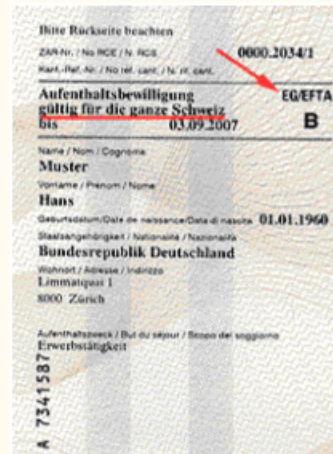 Bitte Rückseite beachten
ZAR-Nr. / No RCE / N. RCS 0000.2034/1
Kant.-Ref.-Nr. / No réf. cant. / N. rif. cant.
Aufenthaltsbewilligung EG/EFTA
gültig für die ganze Schweiz B
bis 03.09.2007
Name / Nom / Cognome
Muster
Vorname / Prénom / Nome
Hans
Geburtsdatum/Date de naissance/Data di nascita 01.01.1960
Staatsangehörigkeit / Nationalité / Nazionalità
Bundesrepublik Deutschland
Wohnort / Adresse / Indirizzo
Limmatquai 1
8000 Zürich
Aufenthaltszweck / But du séjour / Scopo del soggiorno
Erwerbstätigkeit
A 7341587